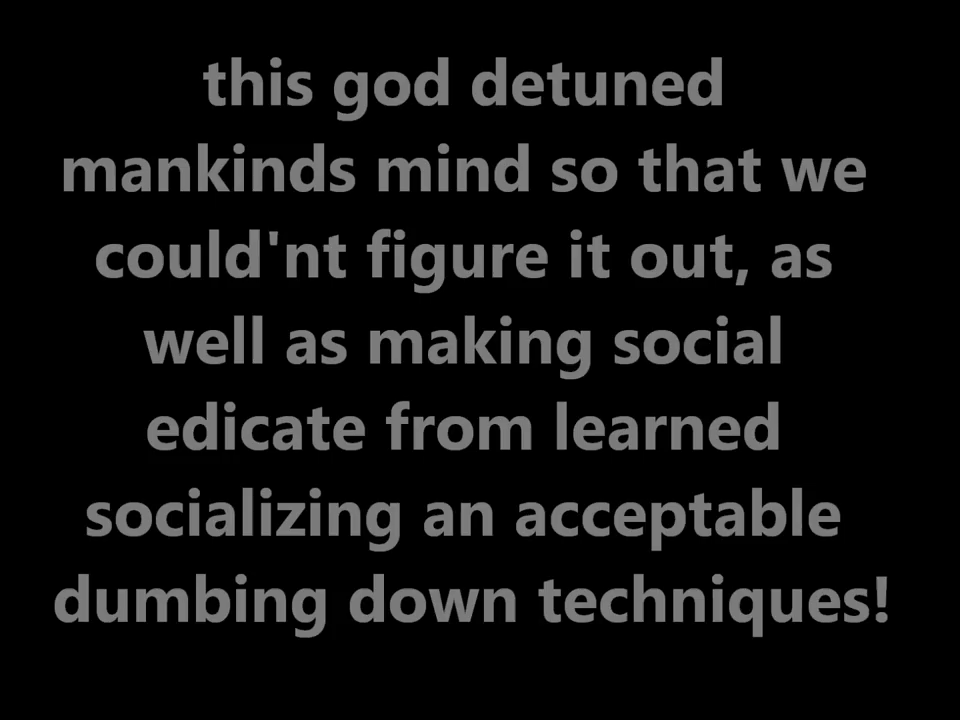 this god detuned
mankinds mind so that we
could'nt figure it out, as
well as making social
edicate from learned
socializing an acceptable
dumbing down techniques!